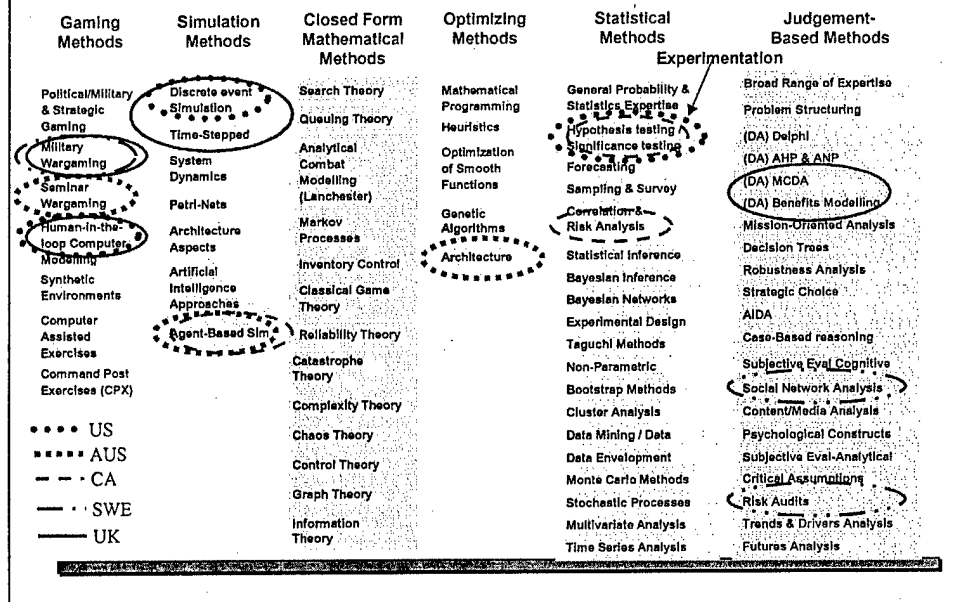 Gaming
Methods
Political/Military
& Strategic
Gaming
Military
Wargaming
Seminar
Wargaming
Human-in-the-
loop Computer
Modelling
Synthetic
Environments
Computer
Assisted
Exercises
Command Post
Exercises (CPX)
Simulation
Methods
Discrete event
Simulation
Time-Stepped
System
Dynamics
Petri-Nets
Architecture
Aspects
Artificial
Intelligence
Approaches
Agent-Based Sim
Closed Form
Mathematical
Methods
Search Theory
Queuing Theory
Analytical
Combat
Modelling
(Lanchester)
Markov
Processes
Inventory Control
Classical Game
Theory
Reliability Theory
Catastrophe
Theory
Complexity Theory
Chaos Theory
Control Theory
Graph Theory
Information
Theory
Optimizing
Methods
Mathematical
Programming
Heuristics
Optimization
of Smooth
Functions
Genetic
Algorithms
Architecture
Statistical
Methods
Experimentation
General Probability &
Statistics Expertise
Hypothesis testing
Significance testing
Forecasting
Sampling & Survey
Correlation &
Risk Analysis
Statistical Inference
Bayesian Inference
Bayesian Networks
Experimental Design
Taguchi Methods
Non-Parametric
Bootstrap Methods
Cluster Analysis
Data Mining / Data
Data Envelopment
Monte Carlo Methods
Stochastic Processes
Multivariate Analysis
Time Series Analysis
Judgement-
Based Methods
Broad Range of Expertise
Problem Structuring
(DA) Delphi
(DA) AHP & ANP
(DA) MCDA
(DA) Benefits Modelling
Mission-Oriented Analysis
Decision Trees
Robustness Analysis
Strategic Choice
AIDA
Case-Based reasoning
Subjective Eval Cognitive
Social Network Analysis
Content/Media Analysis
Psychological Constructs
Subjective Eval-Analytical
Critical Assumptions
Risk Audits
Trends & Drivers Analysis
Futures Analysis
US
AUS
CA
SWE
UK